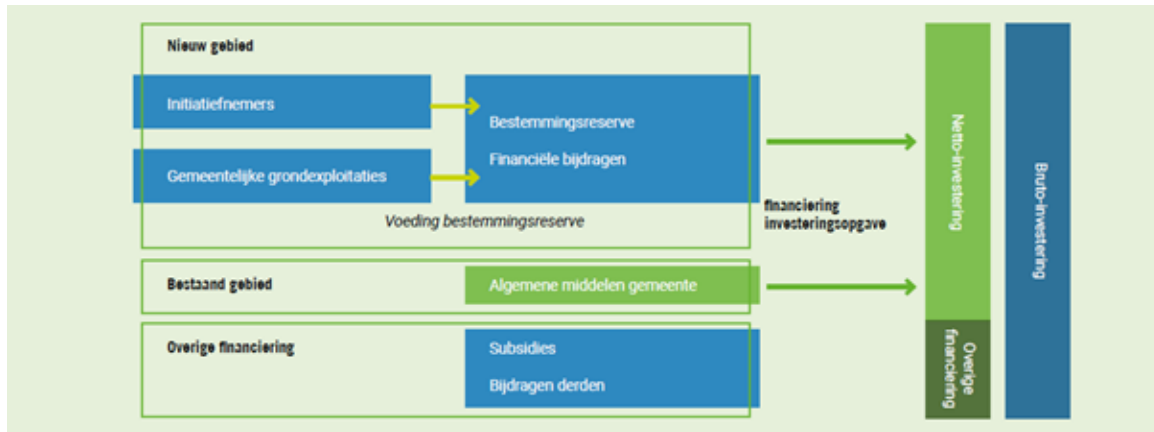 Nieuw gebied
Initiatiefnemers
Gemeentelijke grondexploitaties
Bestemmingsreserve
Financiële bijdragen
Voeding bestemmingsreserve
financiering
investeringsopgave
Bestaand gebied
Algemene middelen gemeente
Overige financiering
Subsidies
Bijdragen derden
Netto-investering
Overige
financiering
Bruto-investering